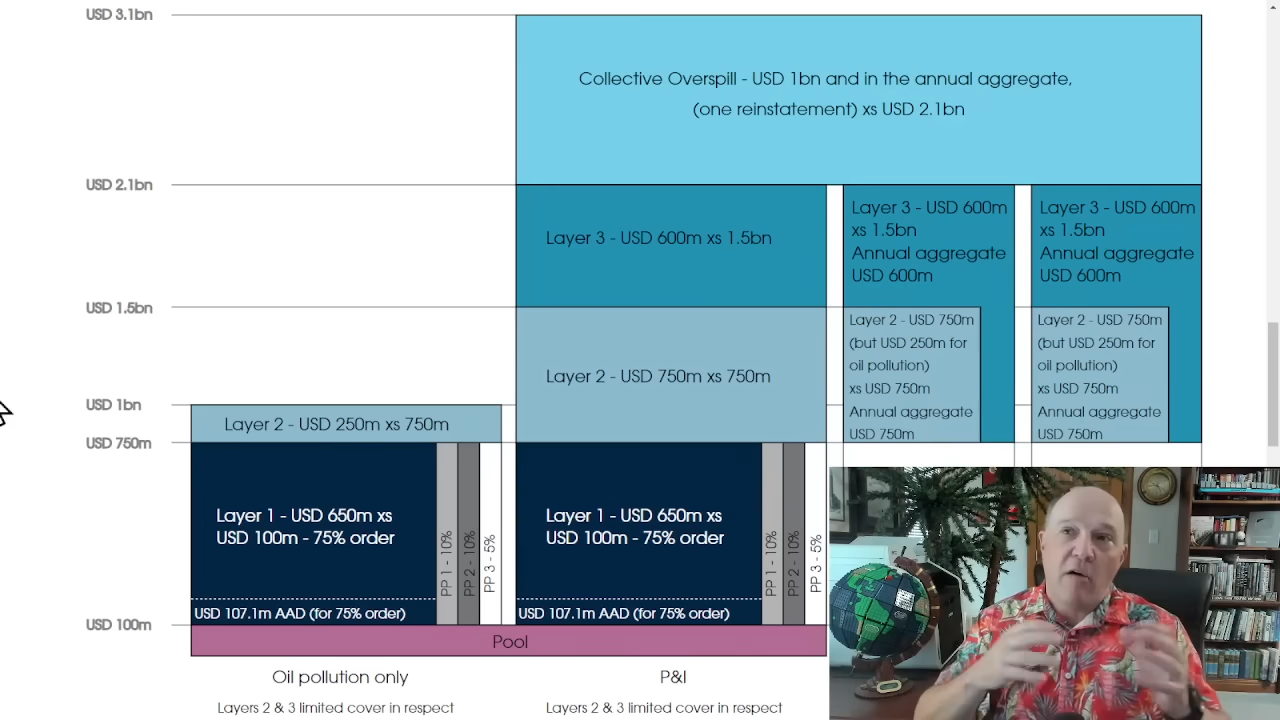 USD 3.1bn
Collective Overspill - USD 1bn and in the annual aggregate,
(one reinstatement) xs USD 2.1bn
USD 2.1bn
Layer 3 - USD 600m xs 1.5bn
Layer 3 - USD 600m
xs 1.5bn
Annual aggregate
USD 600m
Layer 3 - USD 600m
xs 1.5bn
Annual aggregate
USD 600m
USD 1.5bn
Layer 2 - USD 750m xs 750m
Layer 2 - USD 750m
(but USD 250m for
oil pollution)
xs USD 750m
Annual aggregate
USD 750m
Layer 2 - USD 750m
(but USD 250m for
oil pollution)
xs USD 750m
Annual aggregate
USD 750m
USD 1bn
Layer 2 - USD 250m xs 750m
USD 750m
Layer 1 - USD 650m xs
USD 100m - 75% order
PP 1 - 10%
PP 2 - 10%
PP 3 - 5%
Layer 1 - USD 650m xs
USD 100m - 75% order
PP 1 - 10%
PP 2 - 10%
PP 3 - 5%
USD 107.1m AAD (for 75% order)
USD 107.1m AAD (for 75% order)
USD 100m
Pool
Oil pollution only
P&I
Layers 2 & 3 limited cover in respect
Layers 2 & 3 limited cover in respect